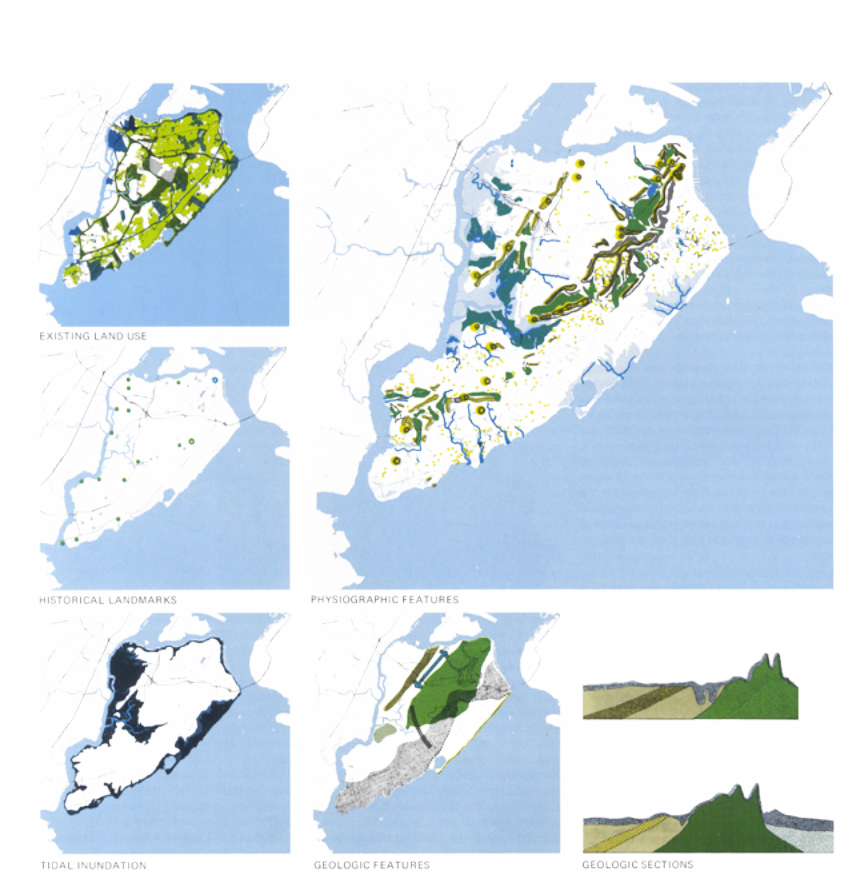 EXISTING LAND USE
HISTORICAL LANDMARKS
PHYSIOGRAPHIC FEATURES
TIDAL INUNDATION
GEOLOGIC FEATURES
GEOLOGIC SECTIONS